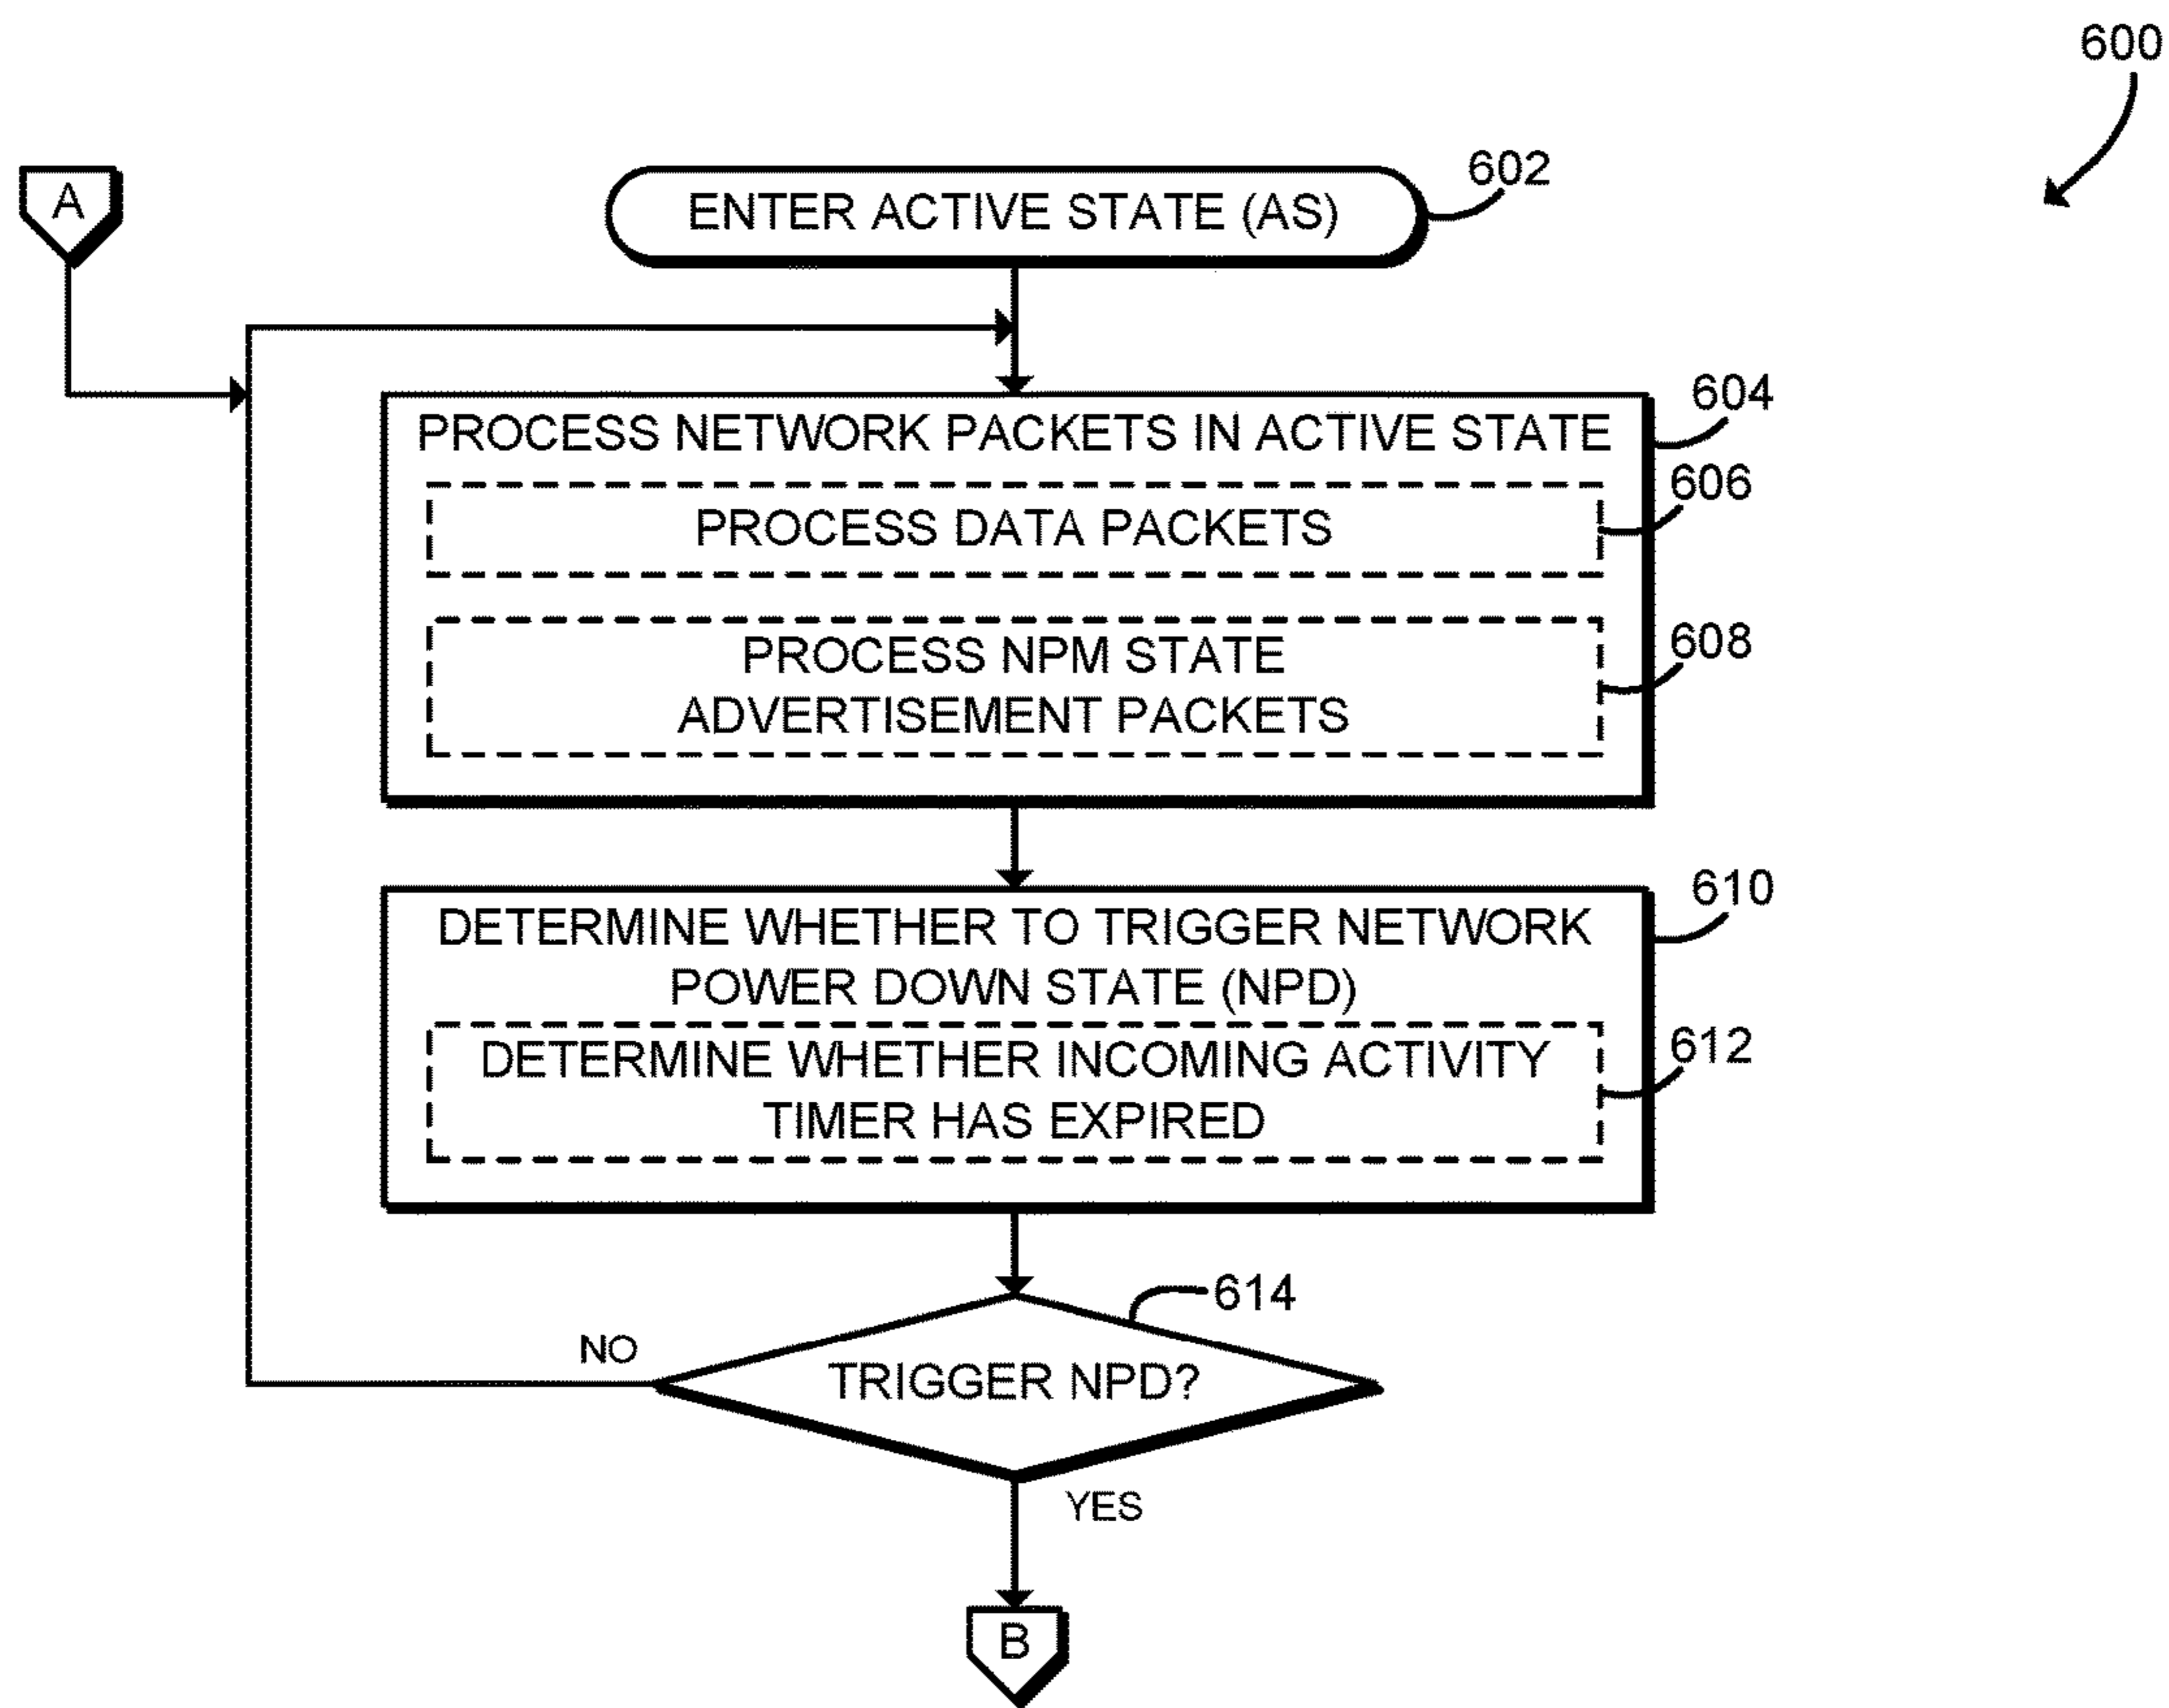 600
A
ENTER ACTIVE STATE (AS)
602
PROCESS NETWORK PACKETS IN ACTIVE STATE
604
PROCESS DATA PACKETS
606
PROCESS NPM STATE
ADVERTISEMENT PACKETS
608
DETERMINE WHETHER TO TRIGGER NETWORK
POWER DOWN STATE (NPD)
610
DETERMINE WHETHER INCOMING ACTIVITY
TIMER HAS EXPIRED
612
614
NO
TRIGGER NPD?
YES
B